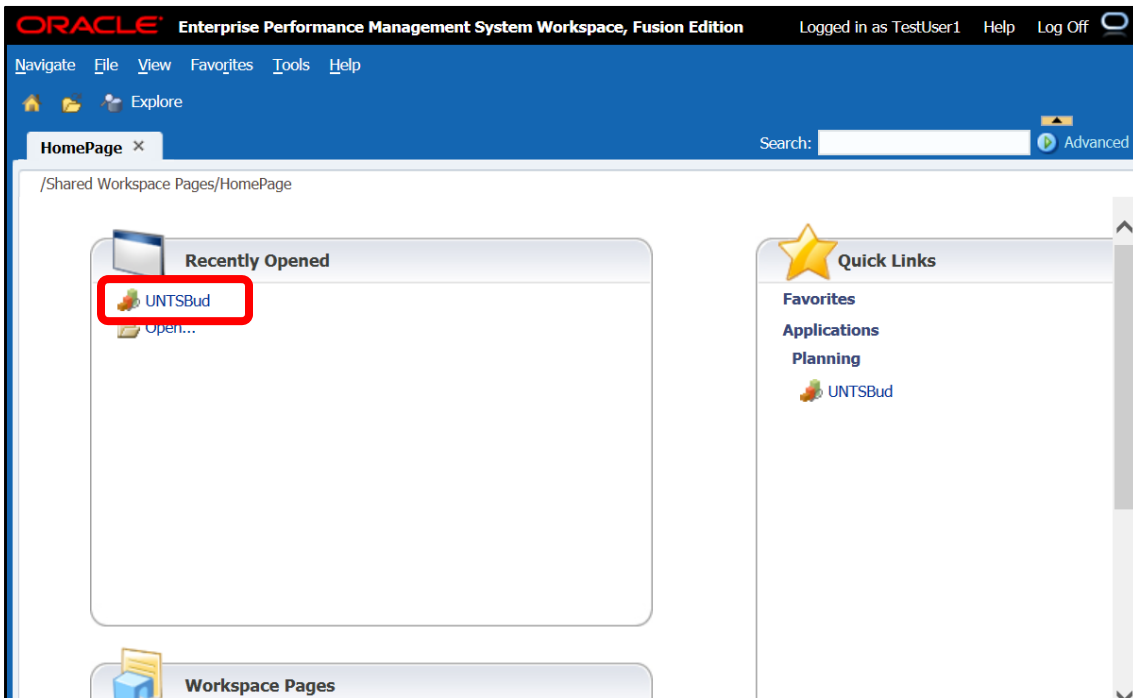 ORACLE Enterprise Performance Management System Workspace, Fusion Edition Logged in as TestUser1 Help Log Off
Navigate File View Favorites Tools Help
Explore
HomePage Search: Advanced
/Shared Workspace Pages/HomePage
Recently Opened
UNTSBud
Open...
Quick Links
Favorites
Applications
Planning
UNTSBud
Workspace Pages